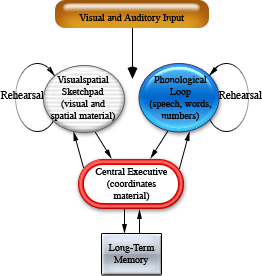 Visual and Auditory Input
Visualspatial
Sketchpad
(visual and
spatial material)
Phonological
Loop
(speech, words,
numbers)
Rehearsal
Rehearsal
Central Executive
(coordinates
material)
Long-Term
Memory